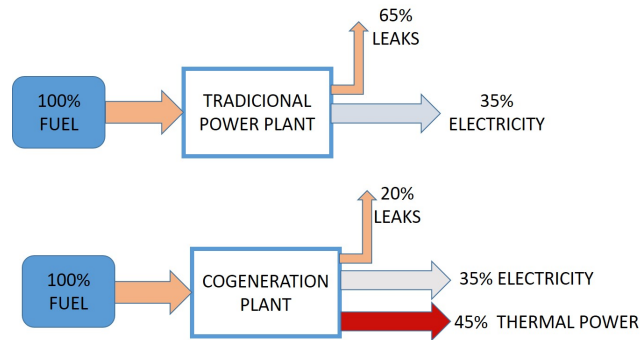 65%
LEAKS
100%
FUEL
TRADICIONAL
POWER PLANT
35%
ELECTRICITY
20%
LEAKS
100%
FUEL
COGENERATION
PLANT
35% ELECTRICITY
45% THERMAL POWER